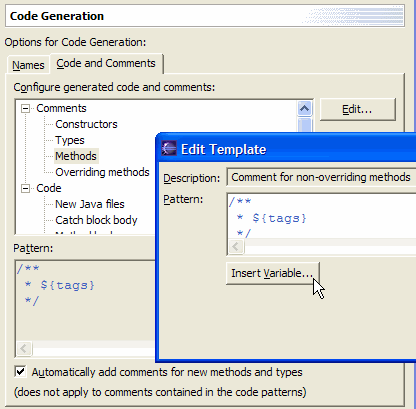 Code Generation
Options for Code Generation:
Names Code and Comments
Configure generated code and comments:
Comments
Constructors
Types
Methods
Overriding methods
Code
New Java files
Catch block body
Edit...
Pattern:
/**
* ${tags}
*/
Automatically add comments for new methods and types
(does not apply to comments contained in the code patterns)
Edit Template
Description: Comment for non-overriding methods
Pattern:
/**
* ${tags}
*/
Insert Variable...